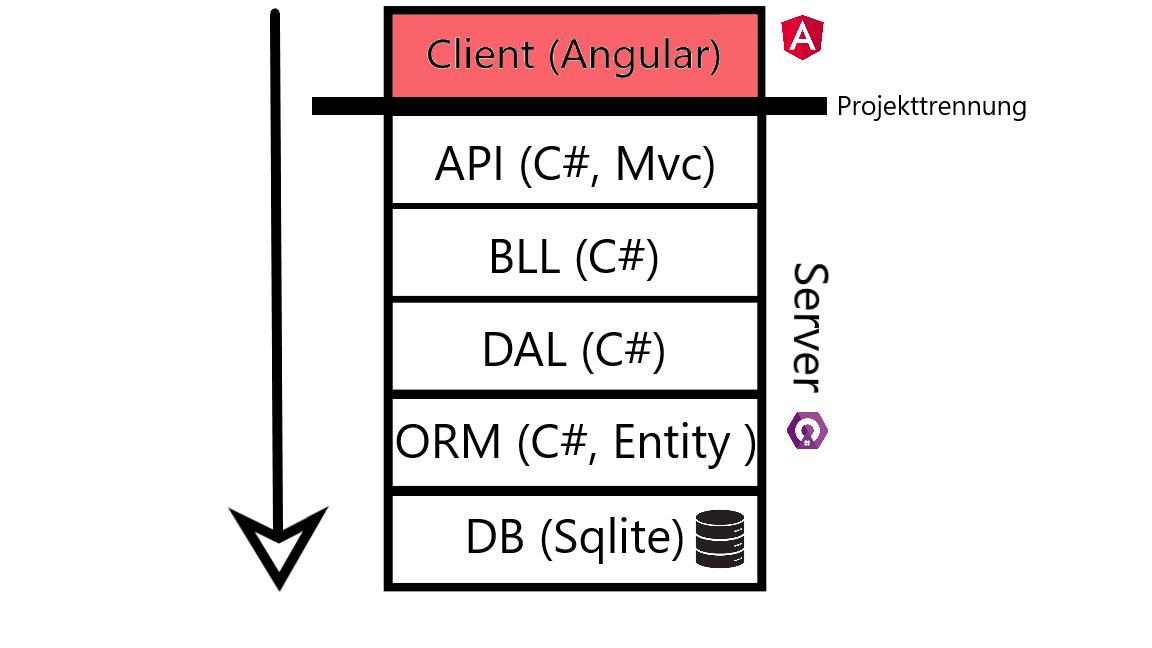 Client (Angular)
Projekttrennung
API (C#, Mvc)
BLL (C#)
DAL (C#)
ORM (C#, Entity )
DB (Sqlite)
Server